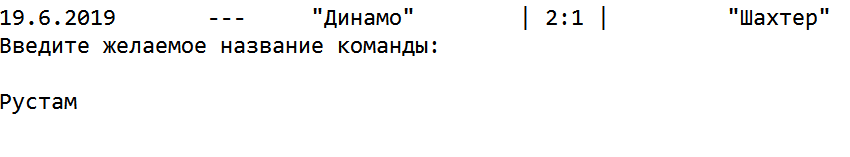 19.6.2019 --- "Динамо" | 2:1 | "Шахтер"
Введите желаемое название команды:
Рустам